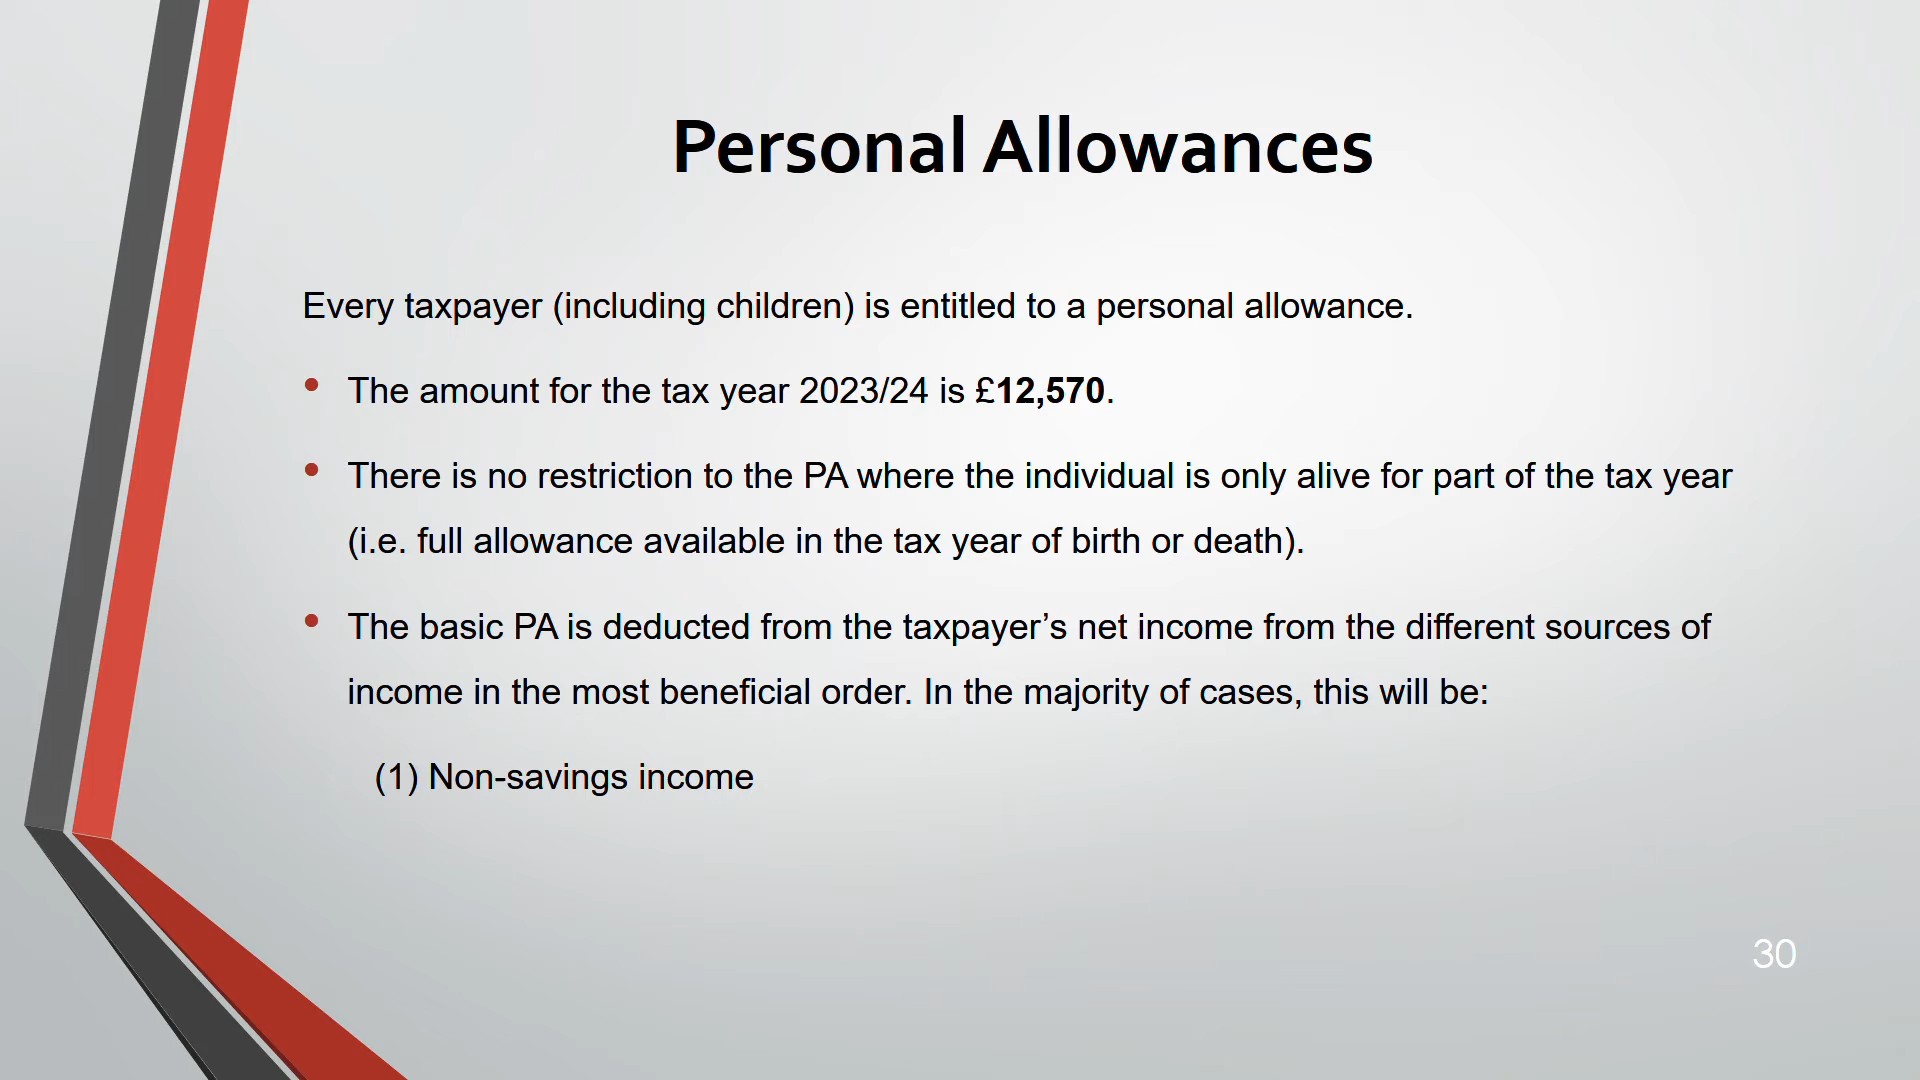 Personal Allowances
Every taxpayer (including children) is entitled to a personal allowance.
• The amount for the tax year 2023/24 is £12,570.
• There is no restriction to the PA where the individual is only alive for part of the tax year
(i.e. full allowance available in the tax year of birth or death).
• The basic PA is deducted from the taxpayer’s net income from the different sources of
income in the most beneficial order. In the majority of cases, this will be:
(1) Non-savings income
30